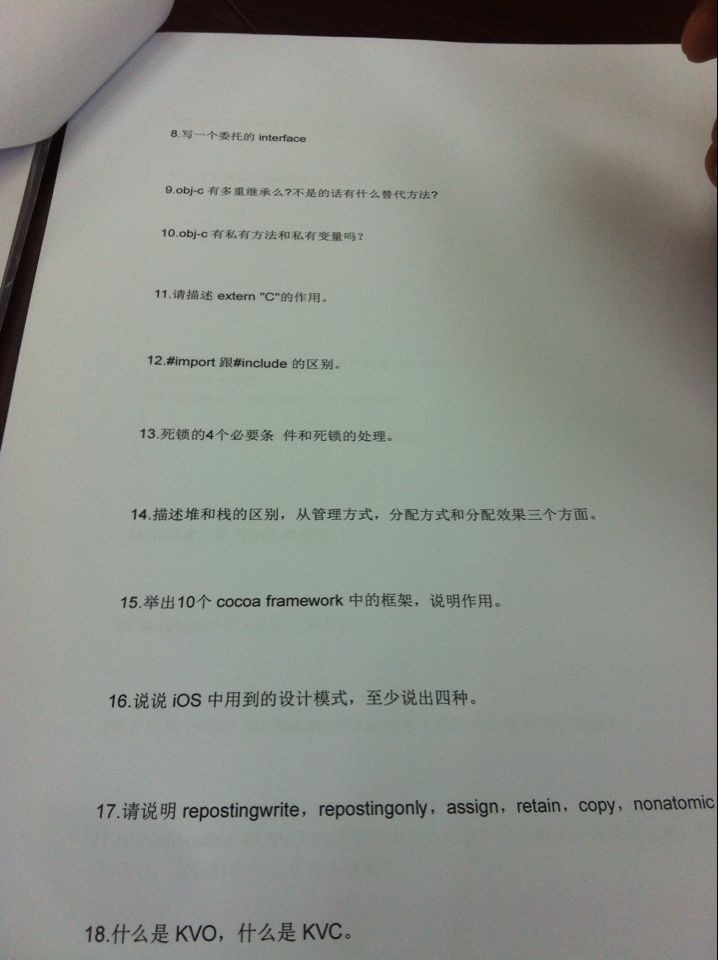 8.写一个委托的 interface
9.obj-c 有多重继承么?不是的话有什么替代方法?
10.obj-c 有私有方法和私有变量吗？
11.请描述 extern "C"的作用。
12.#import 跟#include 的区别。
13.死锁的4个必要条 件和死锁的处理。
14.描述堆和栈的区别，从管理方式，分配方式和分配效果三个方面。
15.举出10个 cocoa framework 中的框架，说明作用。
16.说说 iOS 中用到的设计模式，至少说出四种。
17.请说明 repostingwrite，repostingonly，assign，retain，copy，nonatomic
18.什么是 KVO，什么是 KVC。